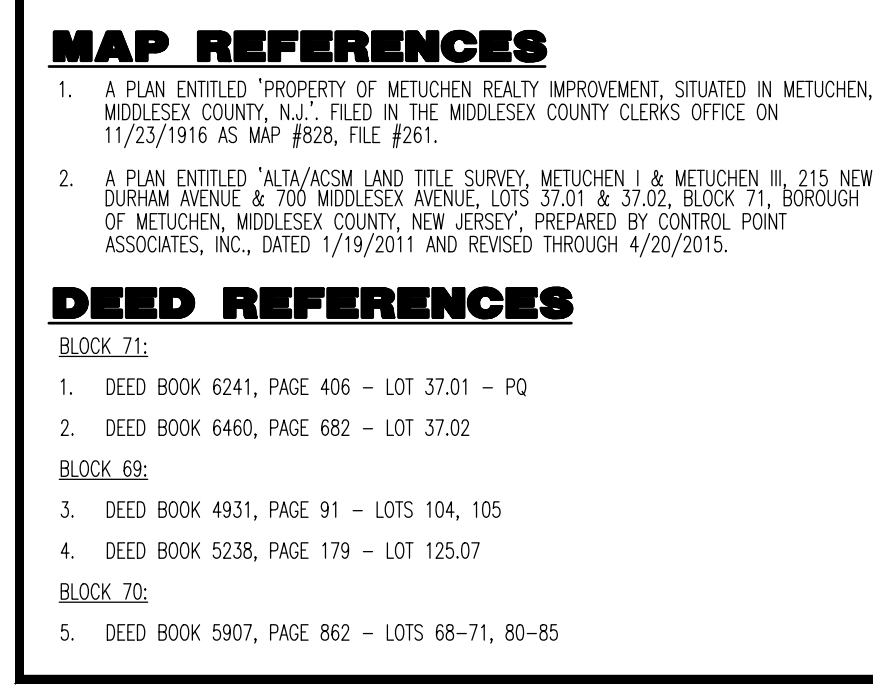 MAP REFERENCES
1. A PLAN ENTITLED 'PROPERTY OF METUCHEN REALTY IMPROVEMENT, SITUATED IN METUCHEN,
MIDDLESEX COUNTY, N.J.'. FILED IN THE MIDDLESEX COUNTY CLERKS OFFICE ON
11/23/1916 AS MAP #828, FILE #261.
2. A PLAN ENTITLED 'ALTA/ACSM LAND TITLE SURVEY, METUCHEN I & METUCHEN III, 215 NEW
DURHAM AVENUE & 700 MIDDLESEX AVENUE, LOTS 37.01 & 37.02, BLOCK 71, BOROUGH
OF METUCHEN, MIDDLESEX COUNTY, NEW JERSEY', PREPARED BY CONTROL POINT
ASSOCIATES, INC., DATED 1/19/2011 AND REVISED THROUGH 4/20/2015.
DEED REFERENCES
BLOCK 71:
1. DEED BOOK 6241, PAGE 406 – LOT 37.01 – PQ
2. DEED BOOK 6460, PAGE 682 – LOT 37.02
BLOCK 69:
3. DEED BOOK 4931, PAGE 91 – LOTS 104, 105
4. DEED BOOK 5238, PAGE 179 – LOT 125.07
BLOCK 70:
5. DEED BOOK 5907, PAGE 862 – LOTS 68–71, 80–85